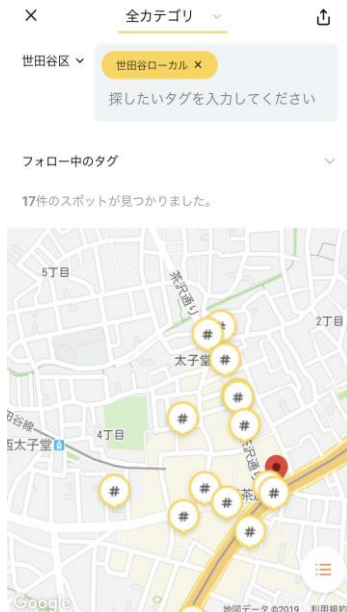 全カテゴリ
世田谷区
世田谷ローカル ×
探したいタグを入力してください
フォロー中のタグ
17件のスポットが見つかりました。
5丁目
茶沢通り
2丁目
太子堂
4丁目
茶沢通り
西太子堂
Google
地図データ ©2019
利用規約